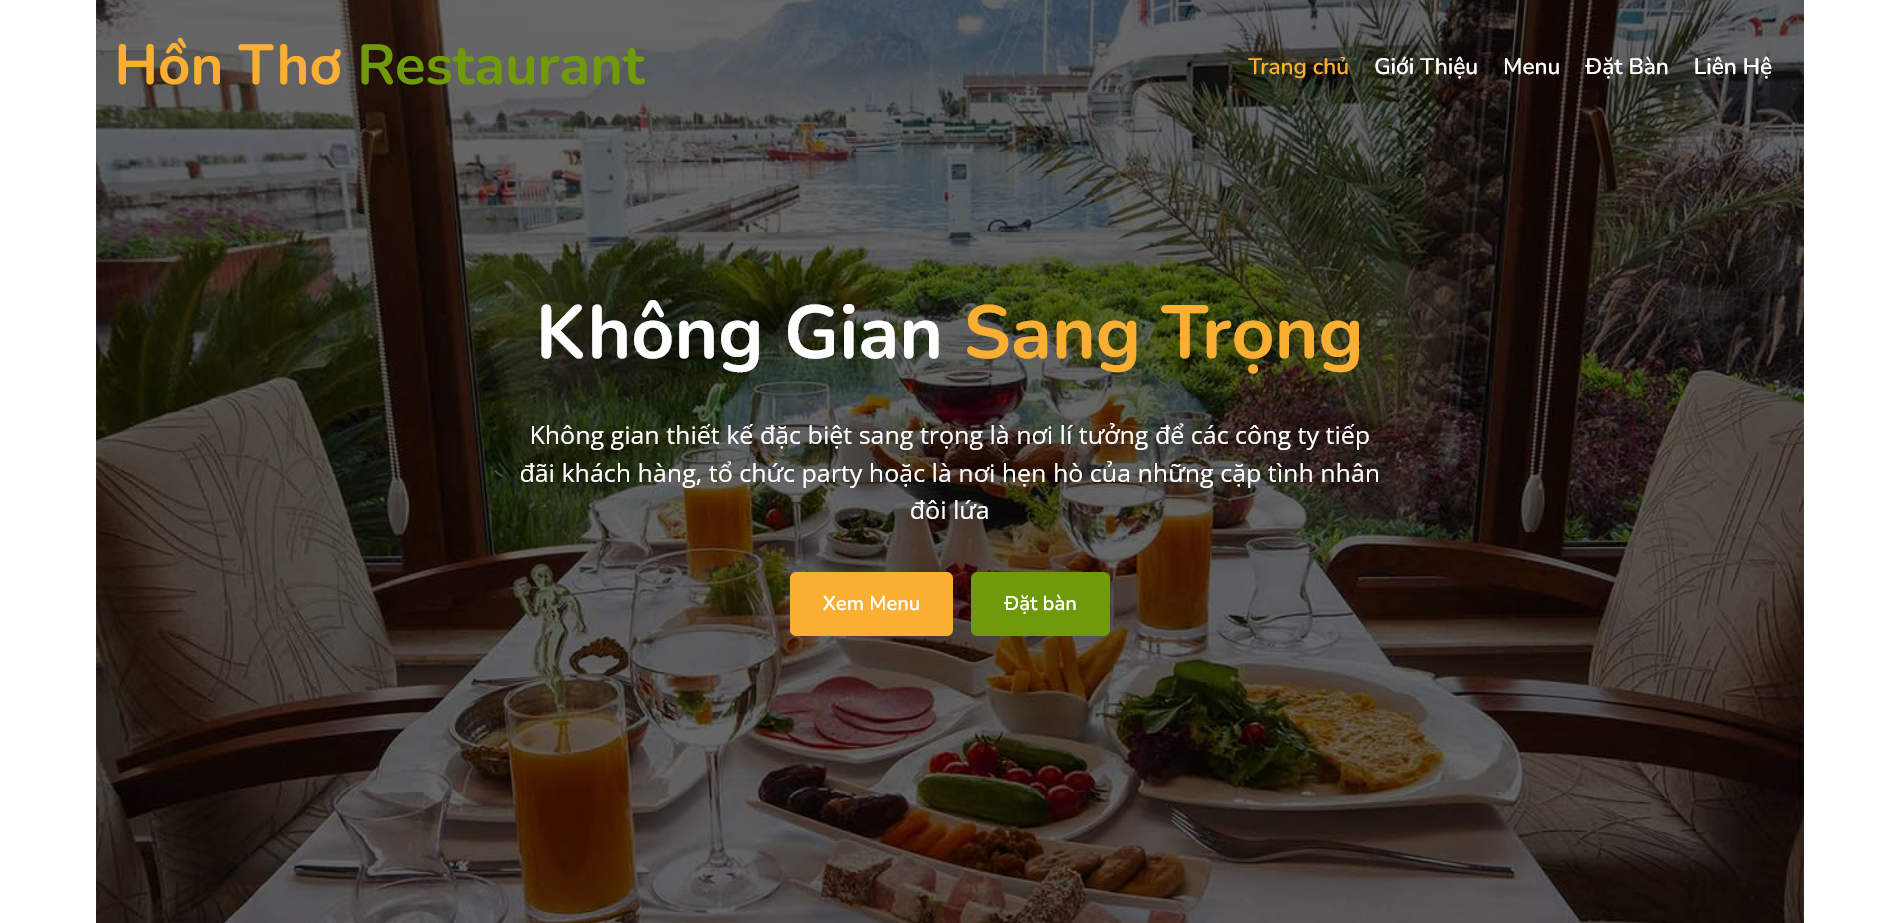 Hồn Thơ Restaurant
Trang chủ Giới Thiệu Menu Đặt Bàn Liên Hệ
Không Gian Sang Trọng
Không gian thiết kế đặc biệt sang trọng là nơi lí tưởng để các công ty tiếp
đãi khách hàng, tổ chức party hoặc là nơi hẹn hò của những cặp tình nhân
đôi lứa
Xem Menu Đặt bàn